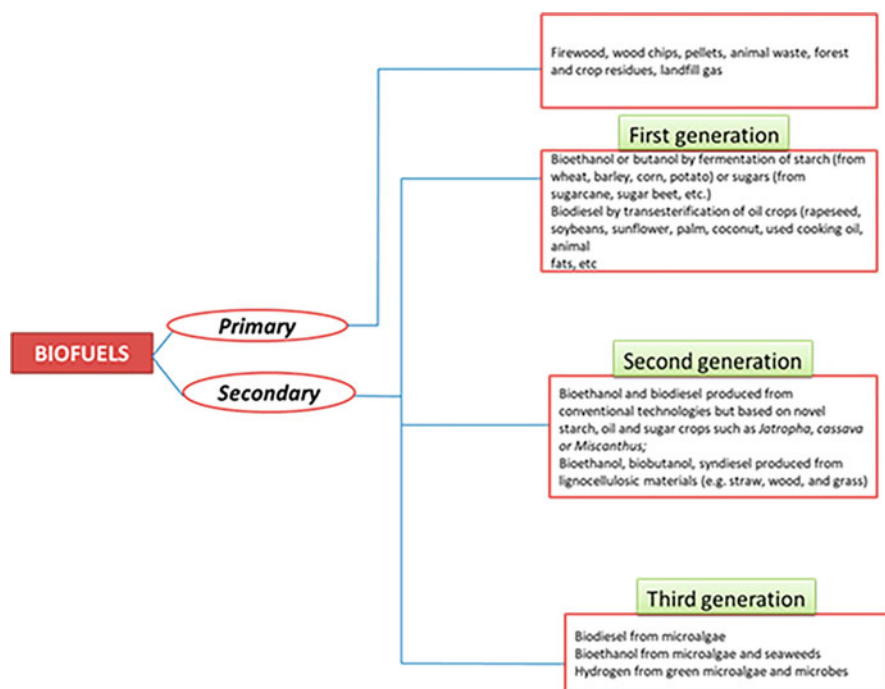 Firewood, wood chips, pellets, animal waste, forest
and crop residues, landfill gas
First generation
Bioethanol or butanol by fermentation of starch (from
wheat, barley, corn, potato) or sugars (from
sugarcane, sugar beet, etc.)
Biodiesel by transesterification of oil crops (rapeseed,
soybeans, sunflower, palm, coconut, used cooking oil,
animal
fats, etc
Primary
BIOFUELS
Secondary
Second generation
Bioethanol and biodiesel produced from
conventional technologies but based on novel
starch, oil and sugar crops such as Jatropha, cassava
or Miscanthus;
Bioethanol, biobutanol, syndiesel produced from
lignocellulosic materials (e.g. straw, wood, and grass)
Third generation
Biodiesel from microalgae
Bioethanol from microalgae and seaweeds
Hydrogen from green microalgae and microbes